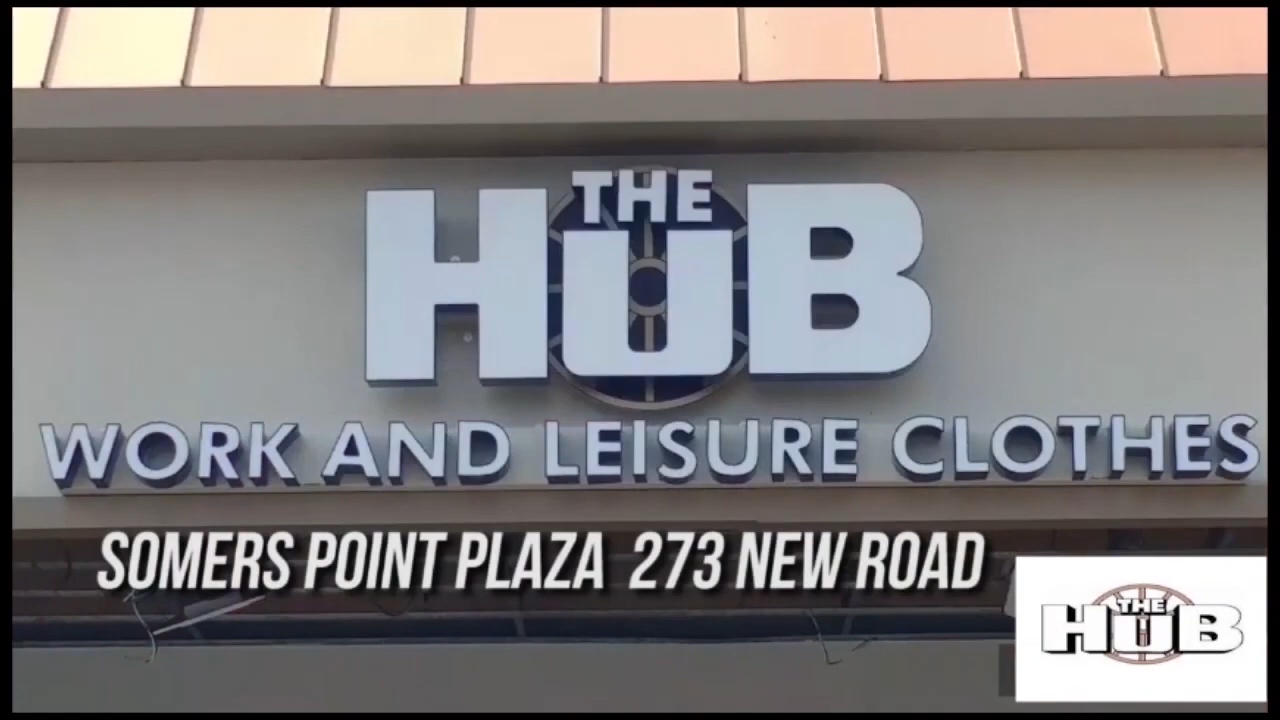 THE
HUB
WORK AND LEISURE CLOTHES
SOMERS POINT PLAZA 273 NEW ROAD
THE
HUB